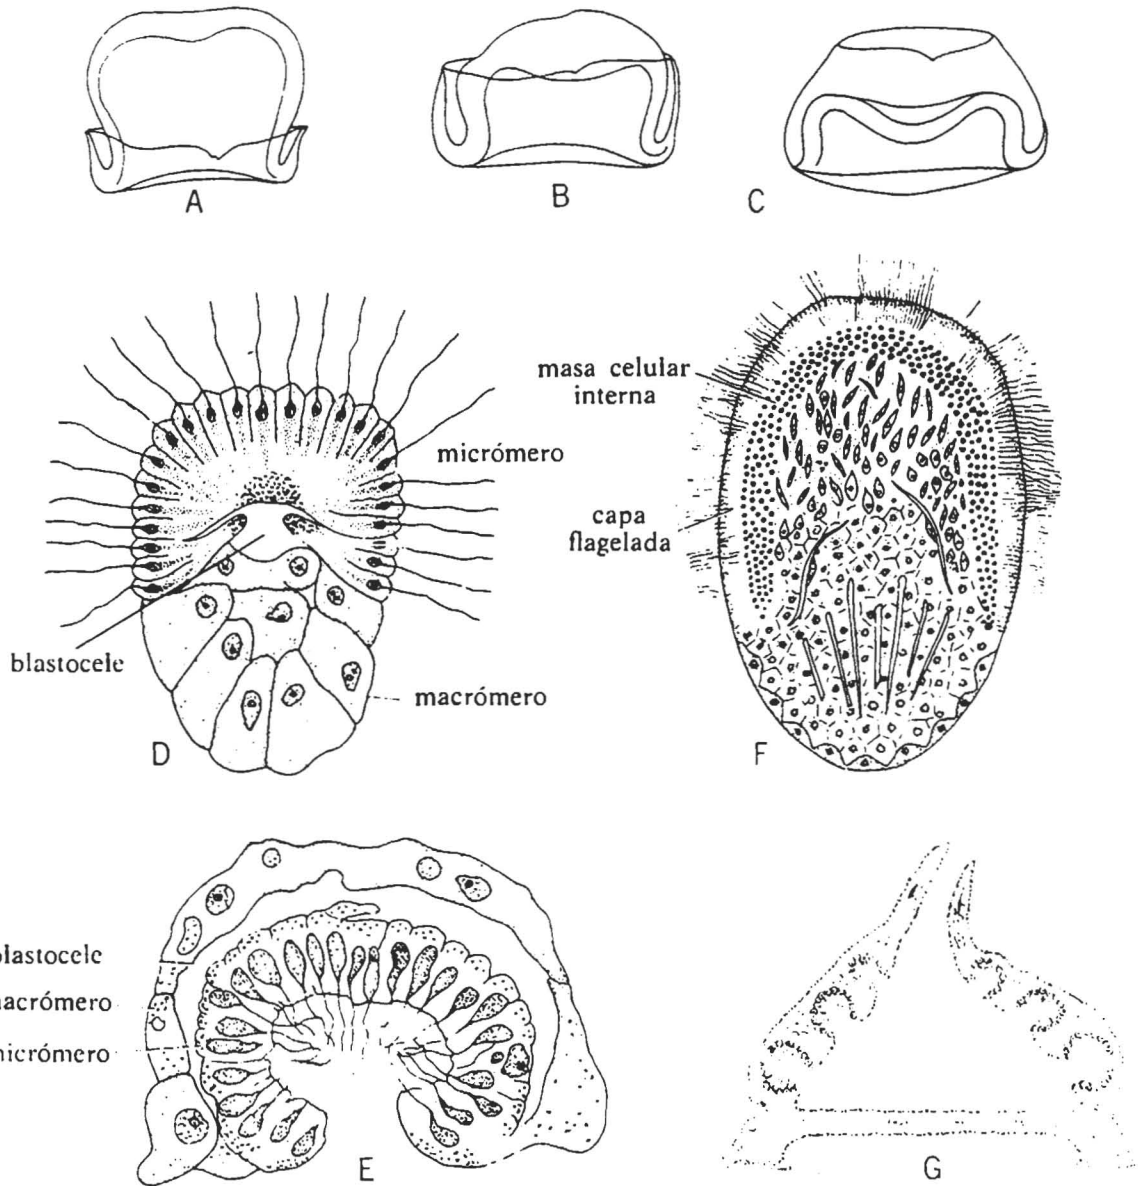 A
B
C
masa celular
interna
micrómero
capa
flagelada
blastocele
macrómero
D
F
blastocele
macrómero
micrómero
E
G